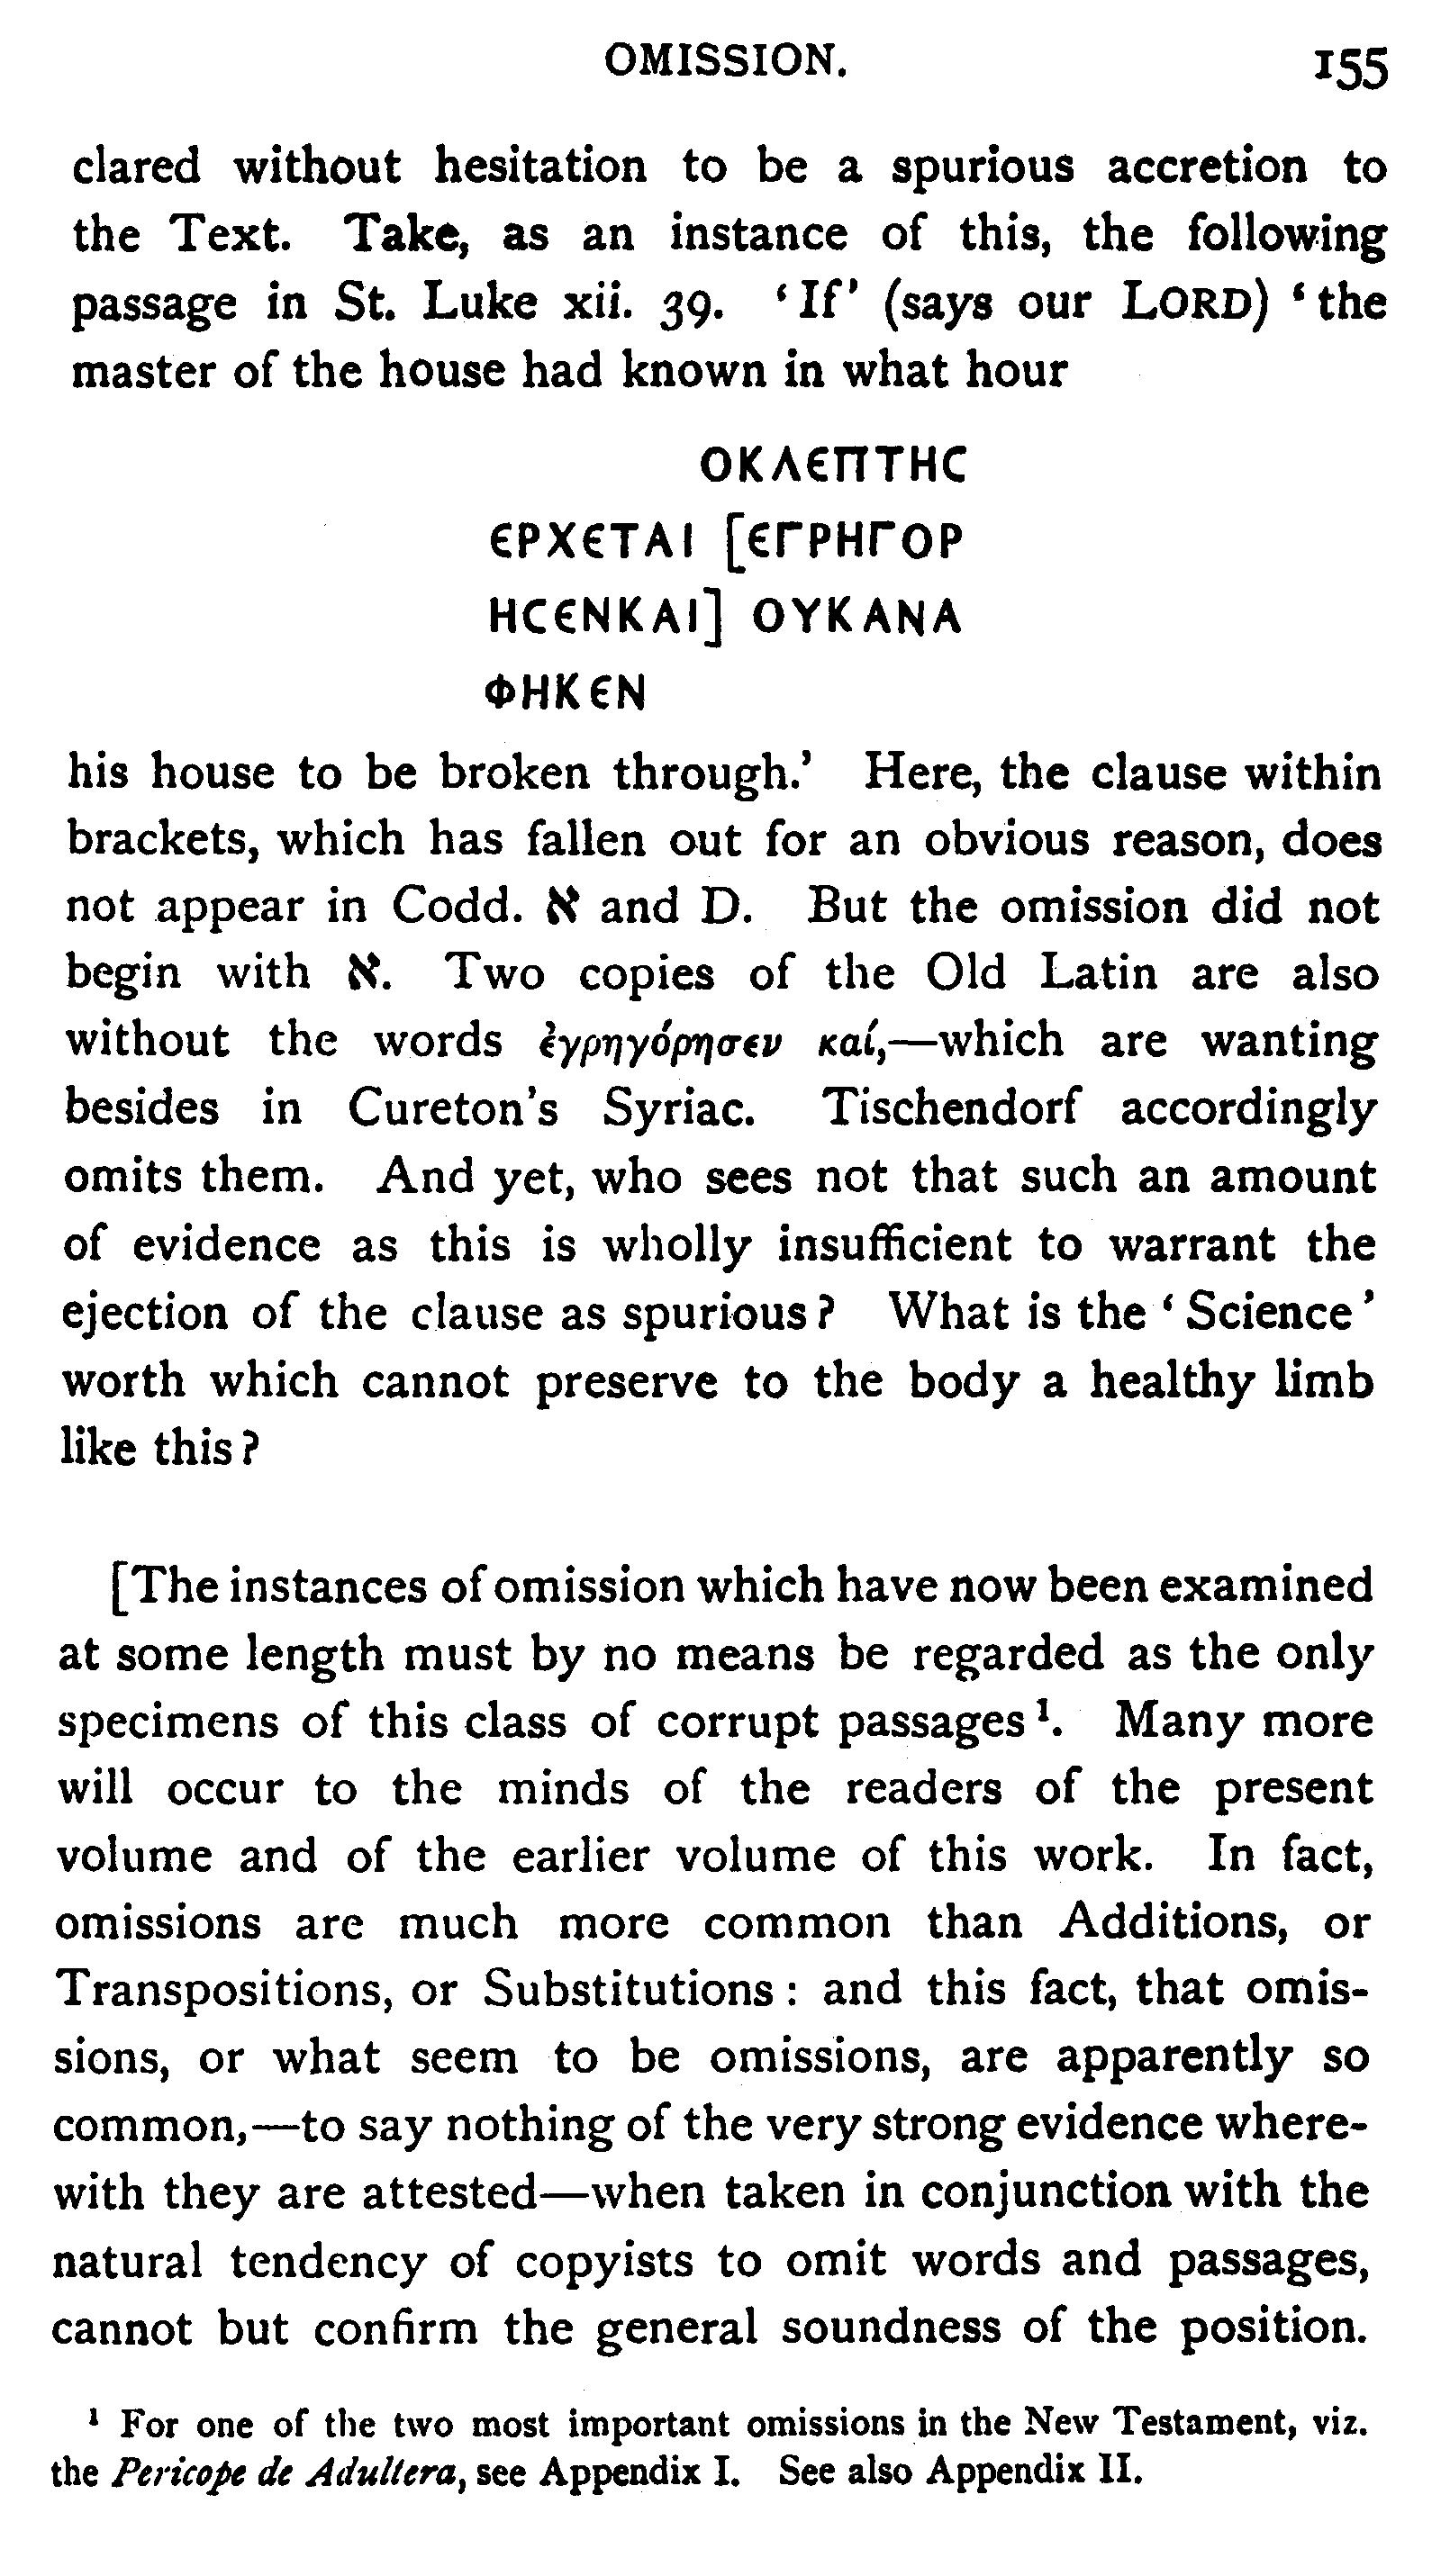 OMISSION. 155
clared without hesitation to be a spurious accretion to
the Text. Take, as an instance of this, the following
passage in St. Luke xii. 39. ‘If’ (says our LORD) ‘the
master of the house had known in what hour
ΟΚΛΕΠΤΗϹ
ЄΡΧЄΤΑΙ [ЄΓΡΗΓΟΡ
ΗϹЄΝΚΑΙ] ΟΥΚΑΝΑ
ΦΗΚЄΝ
his house to be broken through.’ Here, the clause within
brackets, which has fallen out for an obvious reason, does
not appear in Codd. א and D. But the omission did not
begin with א. Two copies of the Old Latin are also
without the words ἐγρηγόρησεν καί,—which are wanting
besides in Cureton's Syriac. Tischendorf accordingly
omits them. And yet, who sees not that such an amount
of evidence as this is wholly insufficient to warrant the
ejection of the clause as spurious? What is the ‘Science’
worth which cannot preserve to the body a healthy limb
like this?
[The instances of omission which have now been examined
at some length must by no means be regarded as the only
specimens of this class of corrupt passages ¹. Many more
will occur to the minds of the readers of the present
volume and of the earlier volume of this work. In fact,
omissions are much more common than Additions, or
Transpositions, or Substitutions: and this fact, that omis-
sions, or what seem to be omissions, are apparently so
common,—to say nothing of the very strong evidence where-
with they are attested—when taken in conjunction with the
natural tendency of copyists to omit words and passages,
cannot but confirm the general soundness of the position.
¹ For one of the two most important omissions in the New Testament, viz.
the Pericope de Adultera, see Appendix I. See also Appendix II.